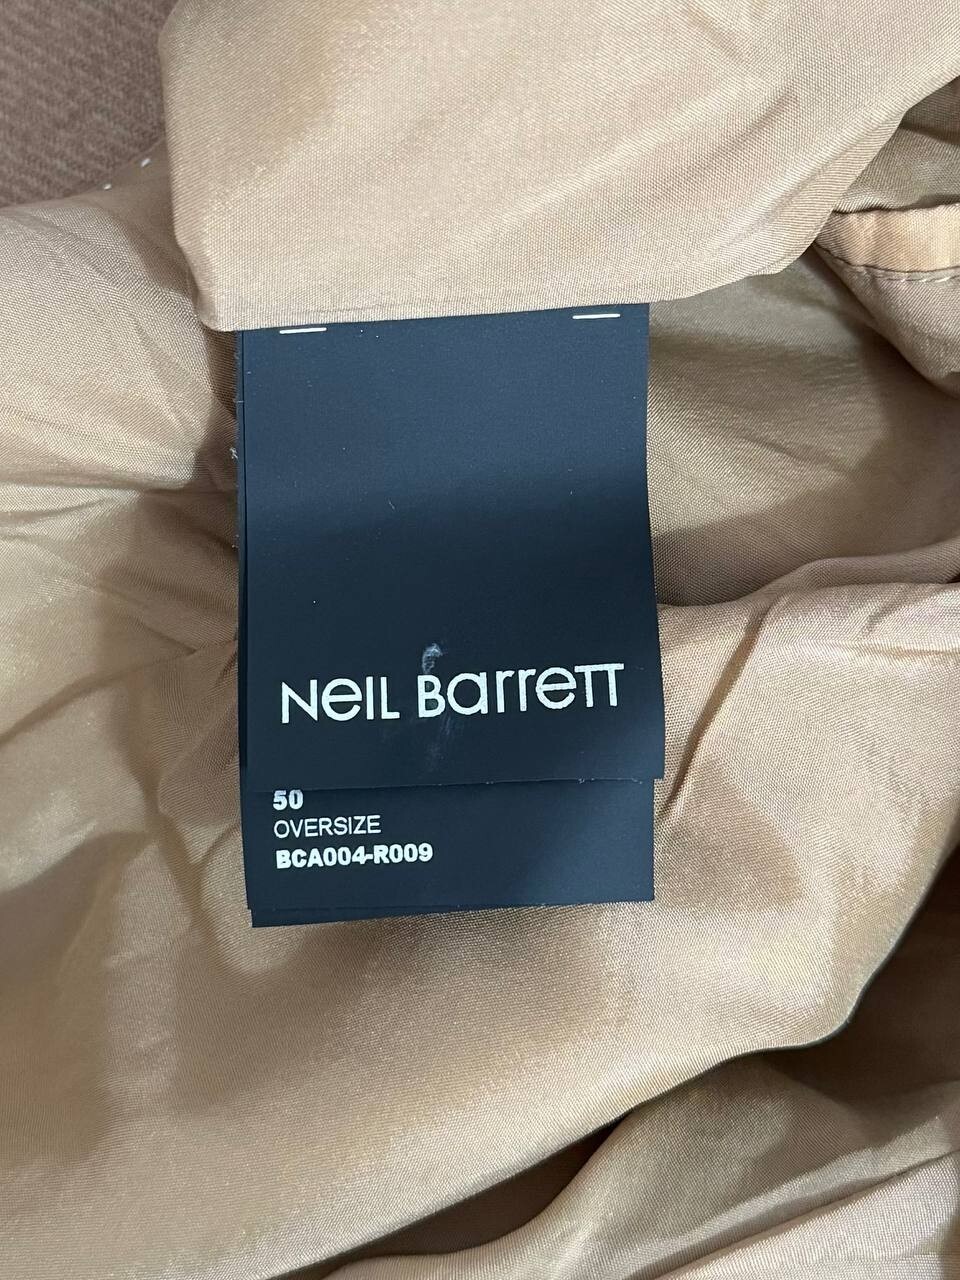 Neil Barrett
50
OVERSIZE
BCA004-R009